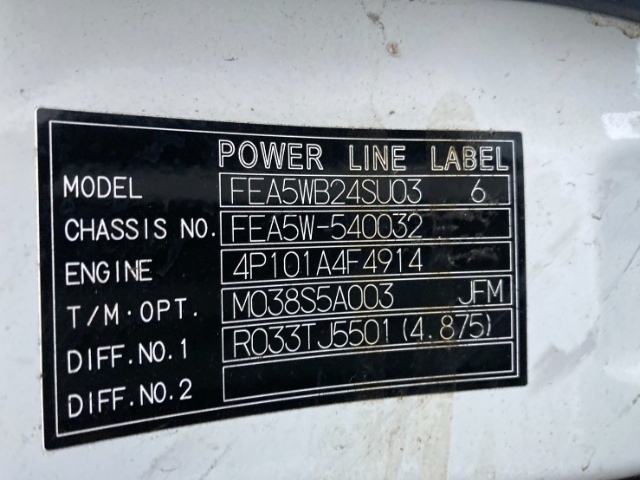 POWER LINE LABEL
MODEL FEA5WB24SU03 6
CHASSIS NO. FEA5W-540032
ENGINE 4P101A4F4914
T/M·OPT. M038S5A003 JFM
DIFF.NO.1 R033TJ5501(4.875)
DIFF.NO.2